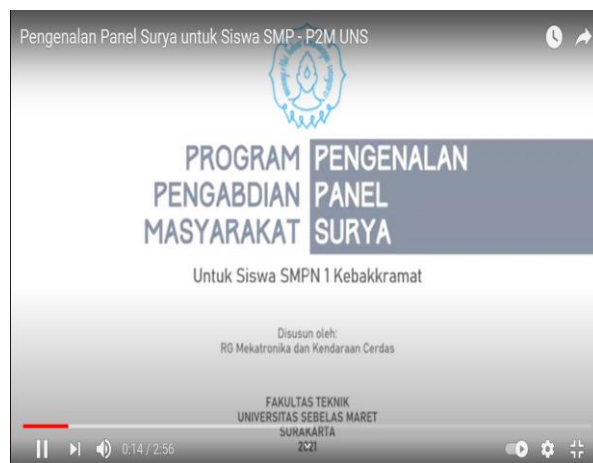 Pengenalan Panel Surya untuk Siswa SMP - P2M UNS
PROGRAM PENGABDIAN MASYARAKAT
PENGENALAN PANEL SURYA
Untuk Siswa SMPN 1 Kebakkramat
Disusun oleh:
RG Mekatronika dan Kendaraan Cerdas
FAKULTAS TEKNIK
UNIVERSITAS SEBELAS MARET
SURAKARTA
2021
0:14 / 2:56